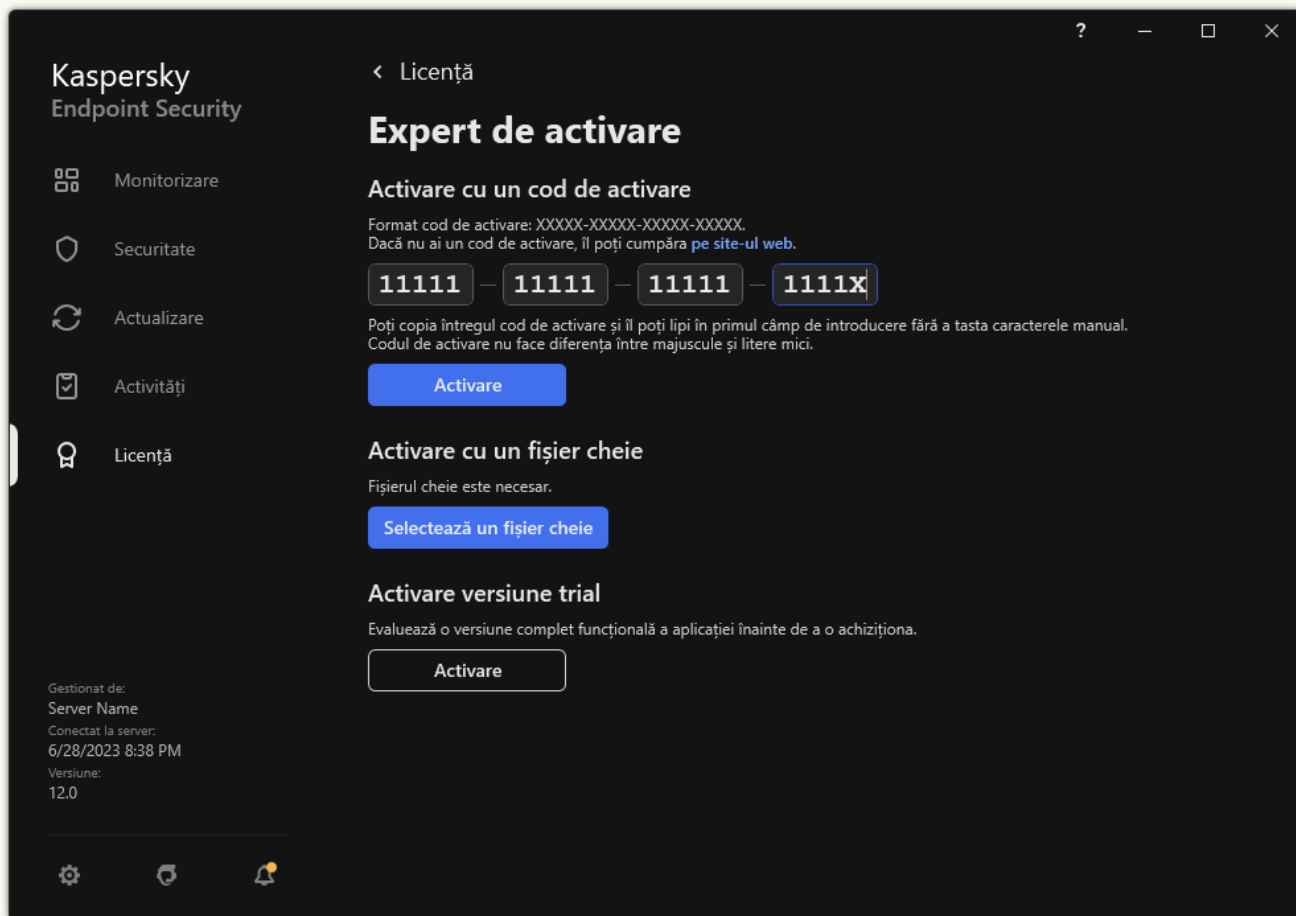 ?
Kaspersky
Endpoint Security
Monitorizare
Securitate
Actualizare
Activități
Licență
Gestionat de:
Server Name
Conectat la server:
6/28/2023 8:38 PM
Versiune:
12.0
Licență
Expert de activare
Activare cu un cod de activare
Format cod de activare: XXXXX-XXXXX-XXXXX-XXXXX.
Dacă nu ai un cod de activare, îl poți cumpăra pe site-ul web.
11111 — 11111 — 11111 — 1111X
Poți copia întregul cod de activare și îl poți lipi în primul câmp de introducere fără a tasta caracterele manual.
Codul de activare nu face diferența între majuscule și litere mici.
Activare
Activare cu un fișier cheie
Fișierul cheie este necesar.
Selectează un fișier cheie
Activare versiune trial
Evaluează o versiune complet funcțională a aplicației înainte de a o achiziționa.
Activare